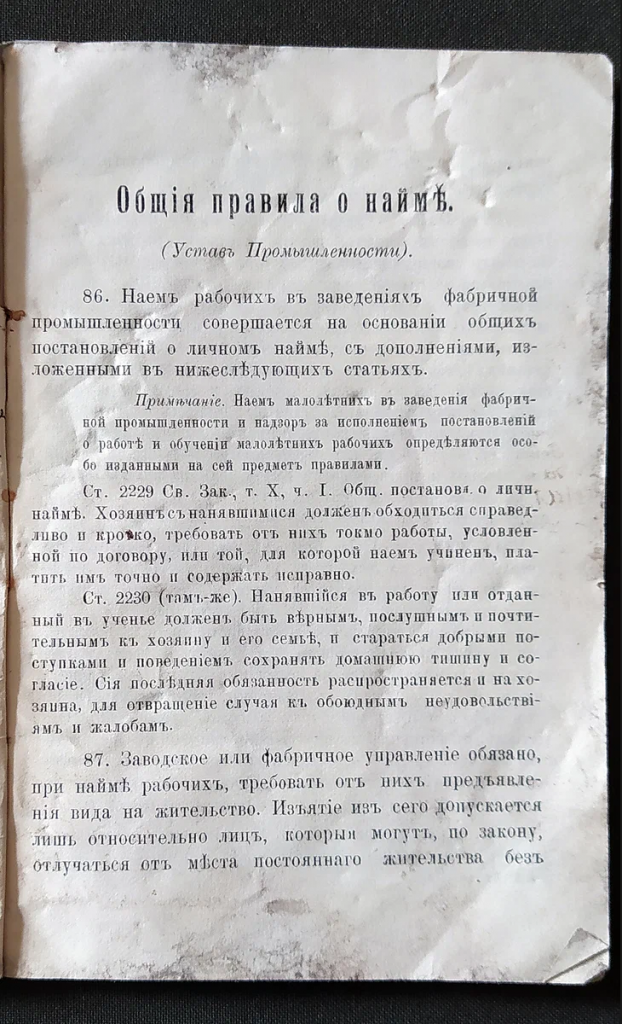 Общія правила о наймѣ.
(Уставъ Промышленности).
86. Наемъ рабочихъ въ заведеніяхъ фабричной
промышленности совершается на основаніи общихъ
постановленій о личномъ наймѣ, съ дополненіями, из-
ложенными въ нижеслѣдующихъ статьяхъ.
Примѣчаніе. Наемъ малолѣтнихъ въ заведенія фабрич-
ной промышленности и надзоръ за исполненіемъ постановленій
о работѣ и обученіи малолѣтнихъ рабочихъ опредѣляются осо-
бо изданными на сей предметъ правилами.
Ст. 2229 Св. Зак., т. X, ч. I. Общ. постанова. о личн.
наймѣ. Хозяинъ съ нанявшимися долженъ обходиться справед-
ливо и кротко, требовать отъ нихъ токмо работы, условлен-
ной по договору, или той, для которой наемъ учиненъ, пла-
тить имъ точно и содержать исправно.
Ст. 2230 (тамъ-же). Нанявшійся въ работу или отдан-
ный въ ученье долженъ быть вѣрнымъ, послушнымъ и почти-
тельнымъ къ хозяину и его семьѣ, и стараться добрыми по-
ступками и поведеніемъ сохранять домашнюю тишину и со-
гласіе. Сія послѣдняя обязанность распространяется и на хо-
зяина, для отвращеніе случая къ обоюднымъ неудовольстві-
ямъ и жалобамъ.
87. Заводское или фабричное управленіе обязано,
при наймѣ рабочихъ, требовать отъ нихъ предъявле-
нія вида на жительство. Изъятіе изъ сего допускается
лишь относительно лицъ, которыя могутъ, по закону,
отлучаться отъ мѣста постояннаго жительства безъ